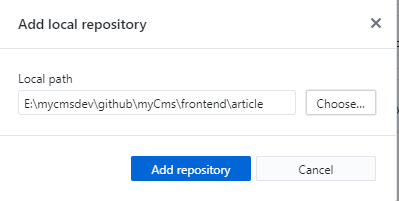 Add local repository
Local path
E:\mycmsdev\github\myCms\frontend\article
Choose...
Add repository
Cancel